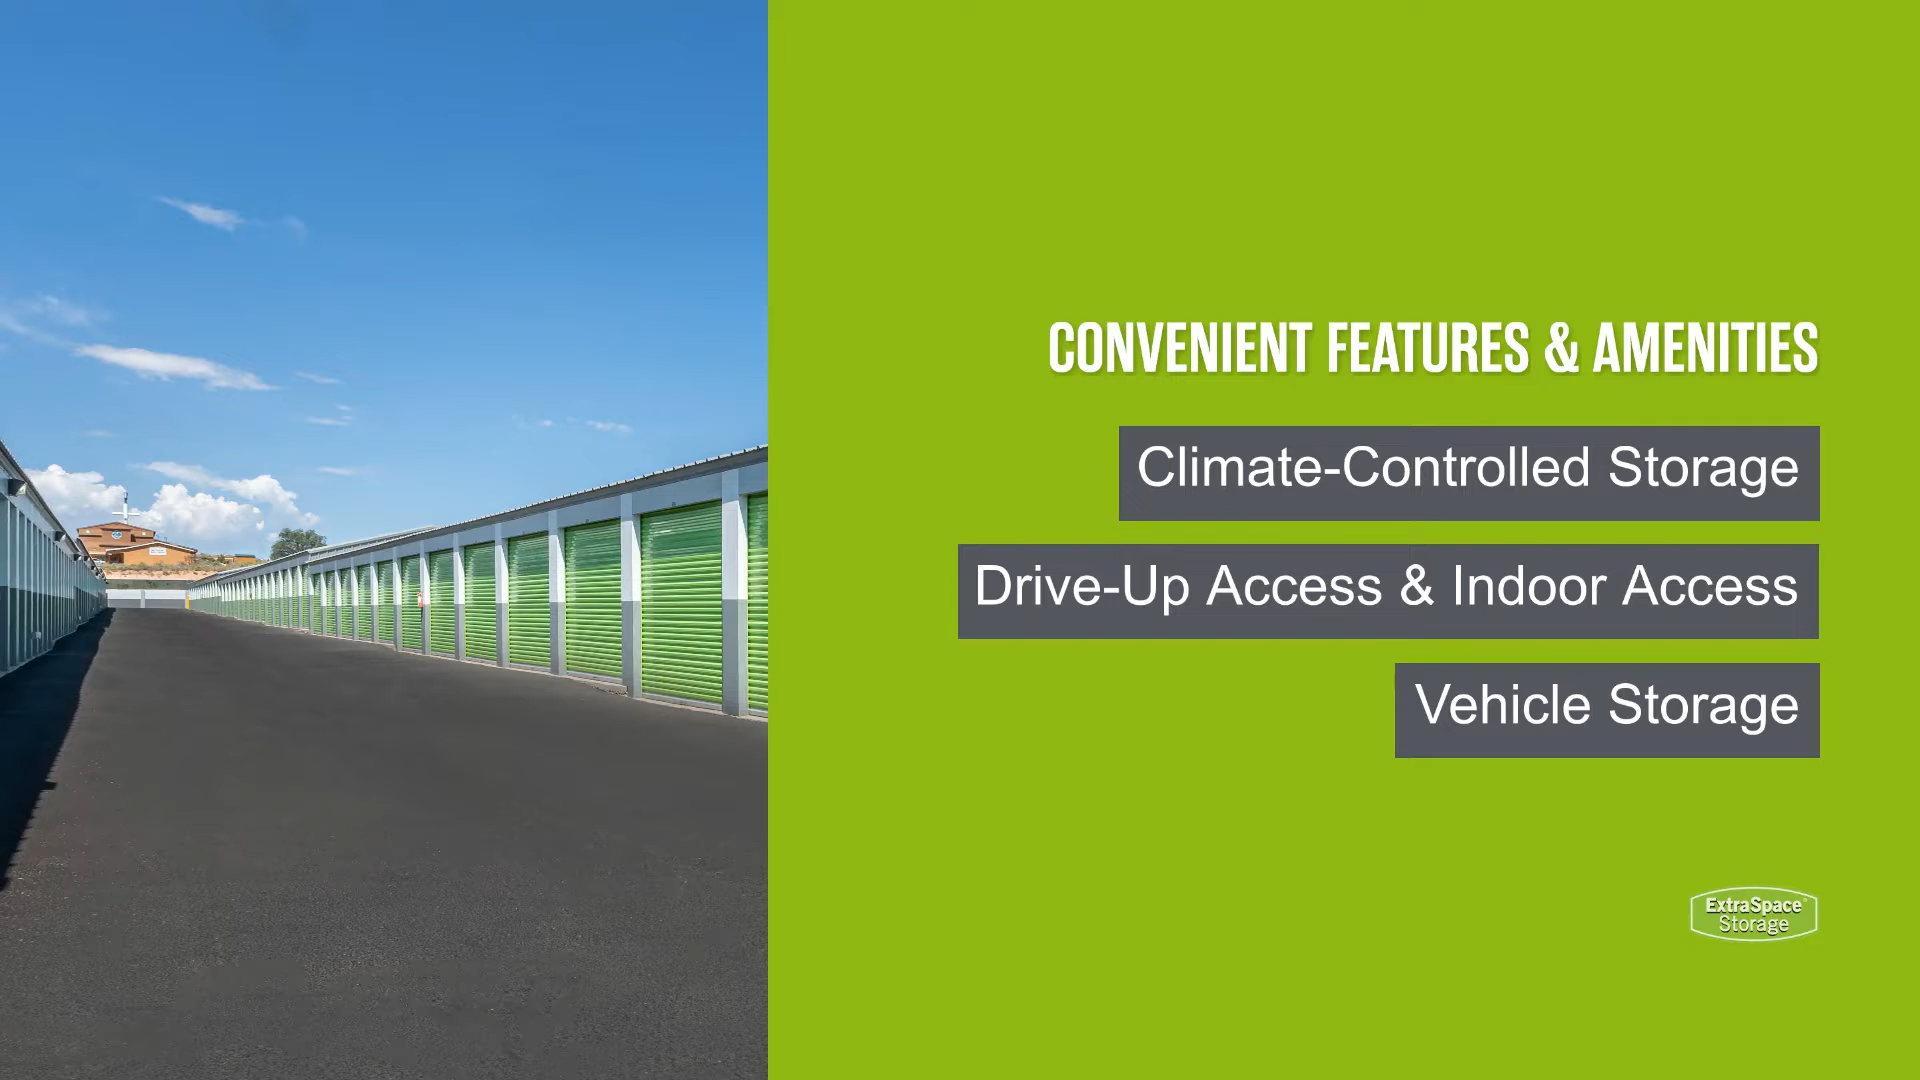 CONVENIENT FEATURES & AMENITIES
Climate-Controlled Storage
Drive-Up Access & Indoor Access
Vehicle Storage
ExtraSpace®
Storage